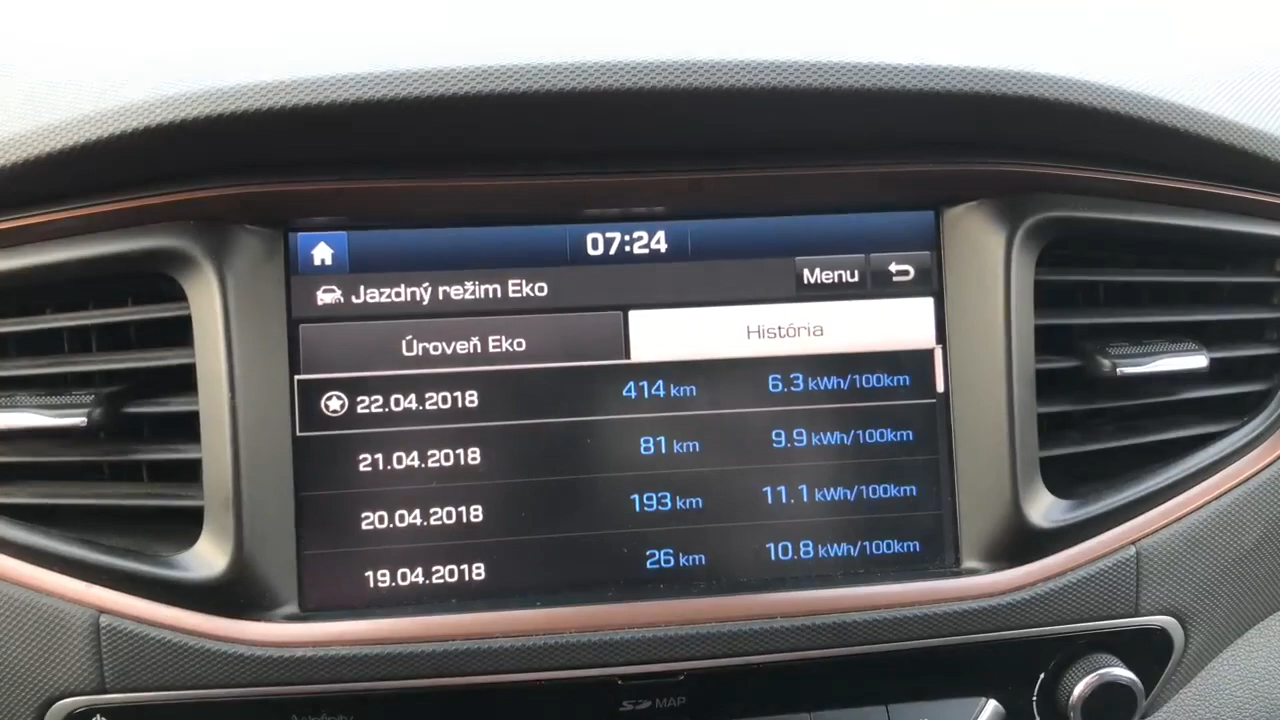 07:24
Jazdný režim Eko Menu
Úroveň Eko História
22.04.2018 414 km 6.3 kWh/100km
21.04.2018 81 km 9.9 kWh/100km
20.04.2018 193 km 11.1 kWh/100km
19.04.2018 26 km 10.8 kWh/100km
SD MAP